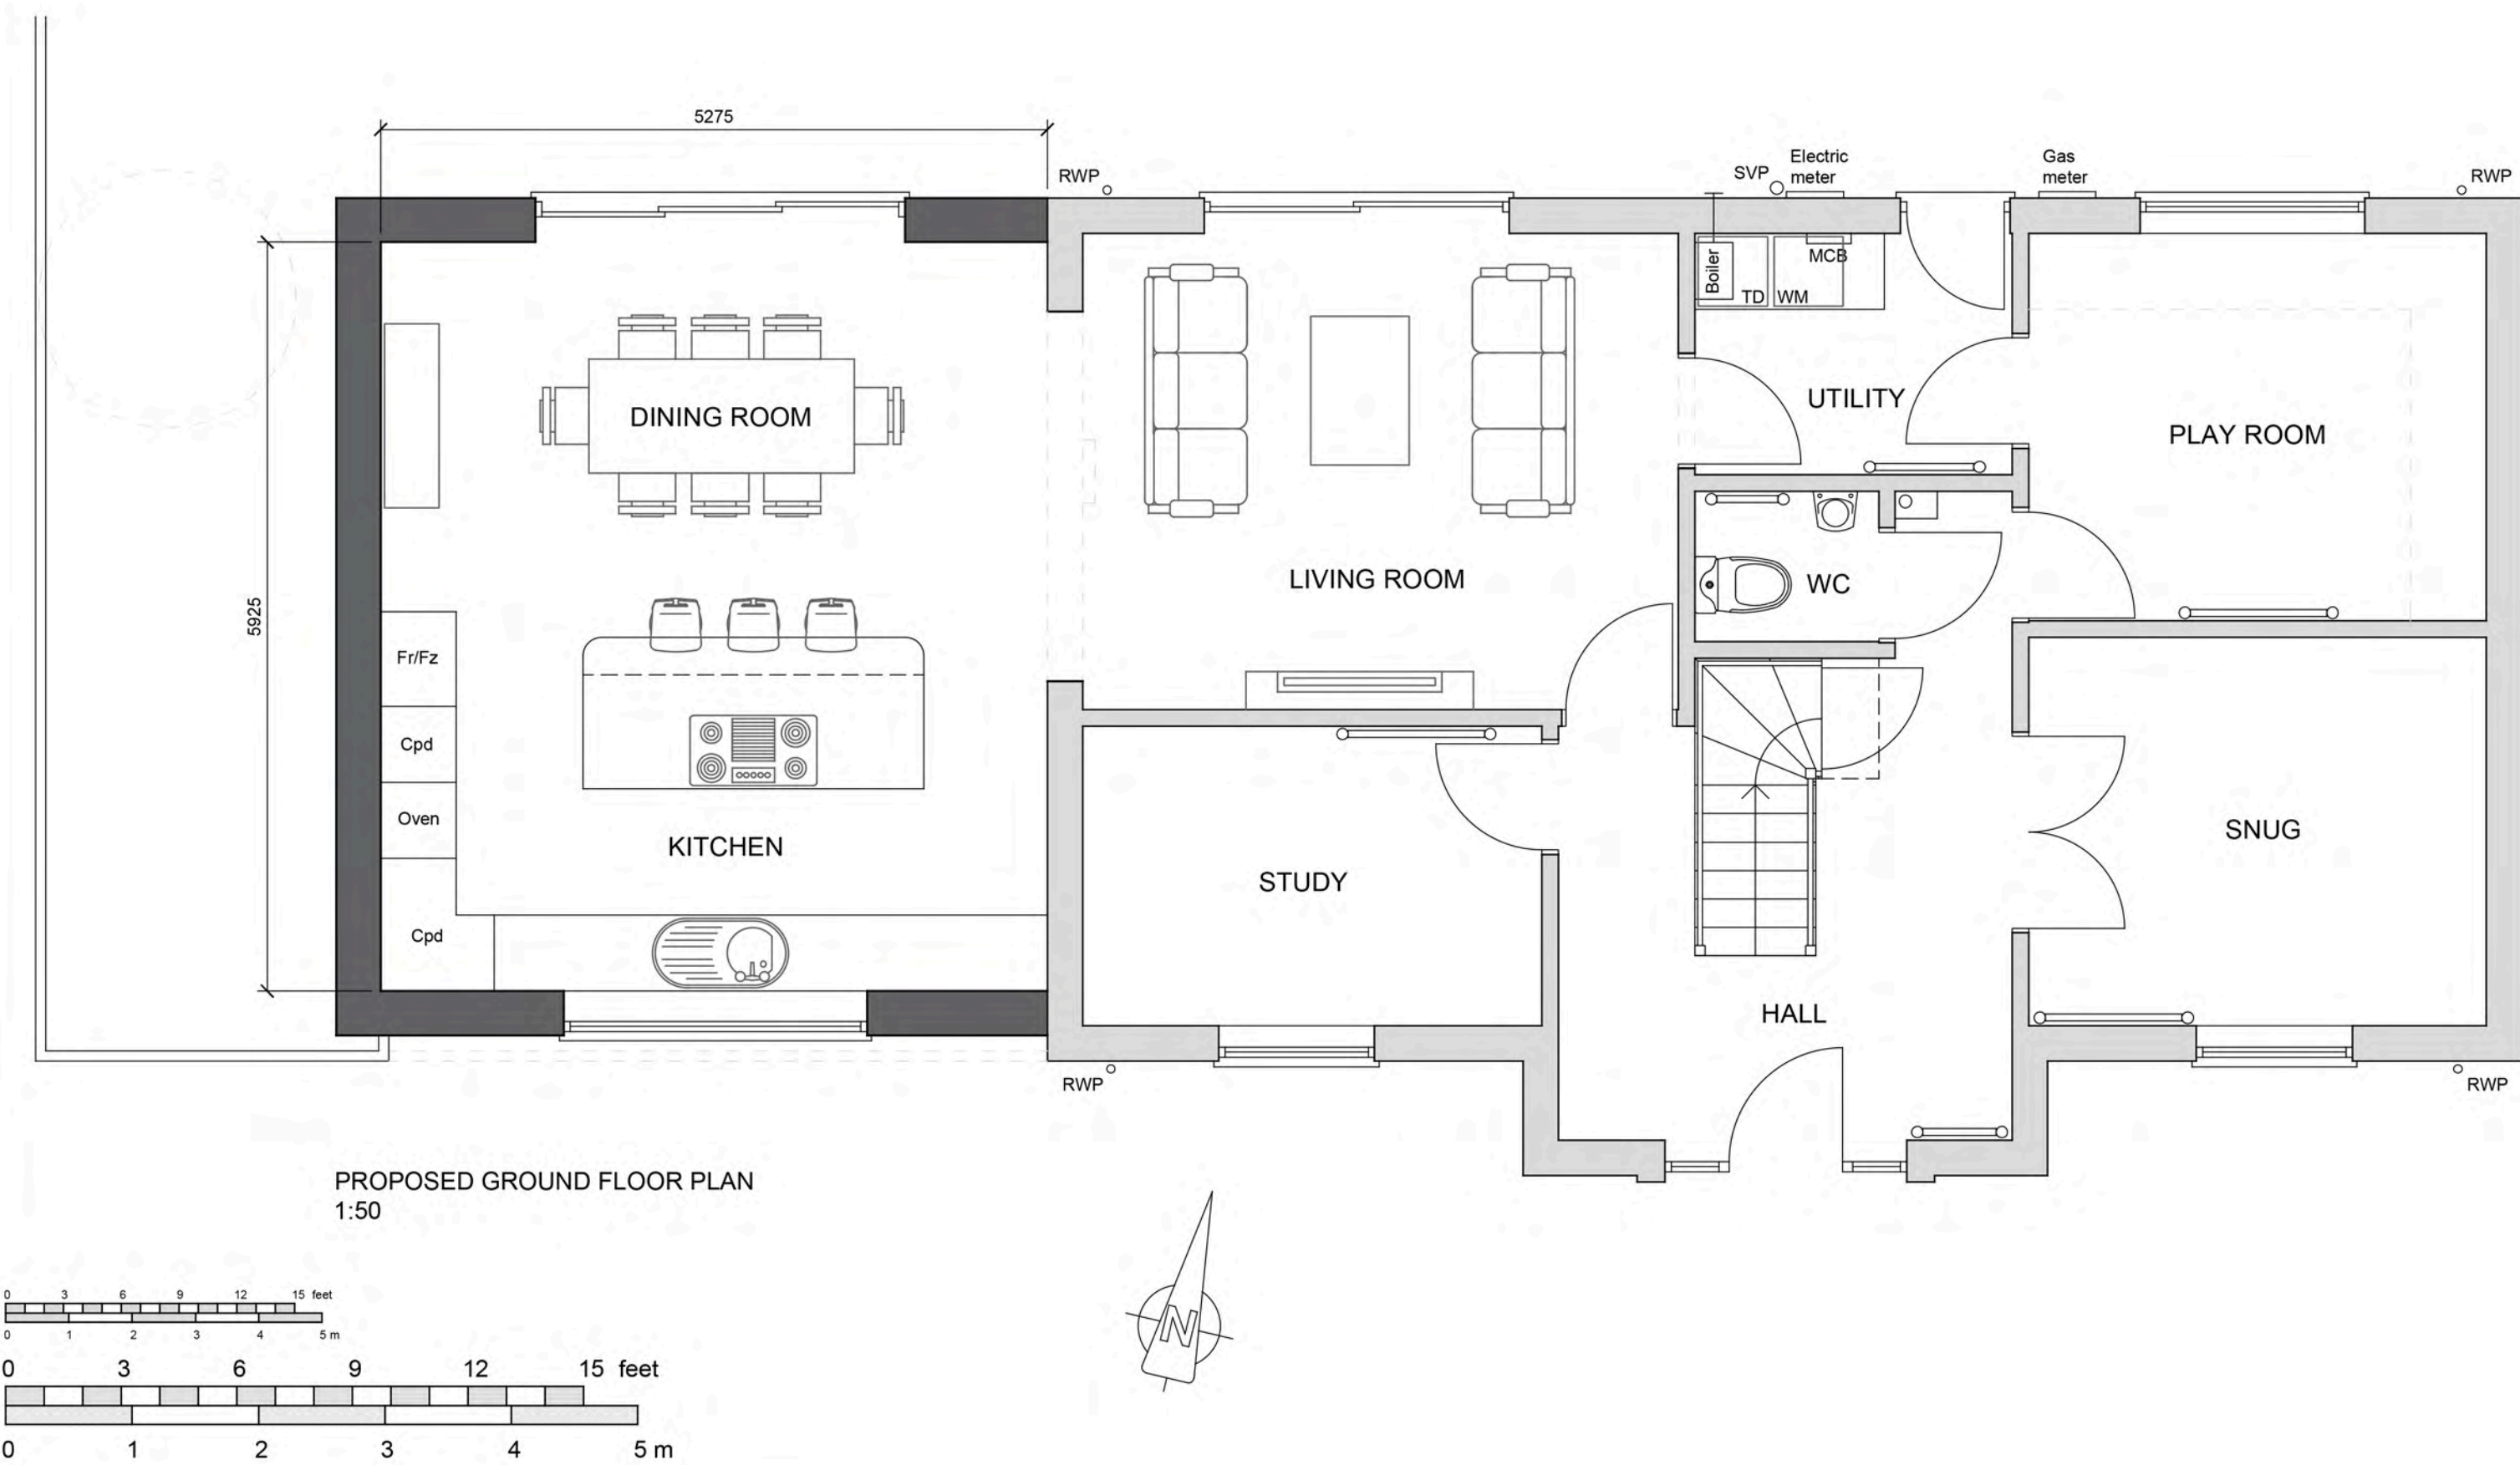 5275
RWP
SVP
Electric
meter
Gas
meter
RWP
Boiler
MCB
TD
WM
UTILITY
DINING ROOM
PLAY ROOM
LIVING ROOM
WC
5925
Fr/Fz
Cpd
Oven
KITCHEN
STUDY
SNUG
Cpd
HALL
RWP
RWP
PROPOSED GROUND FLOOR PLAN
1:50
N
0 3 6 9 12 15 feet
0 1 2 3 4 5 m
0 3 6 9 12 15 feet
0 1 2 3 4 5 m